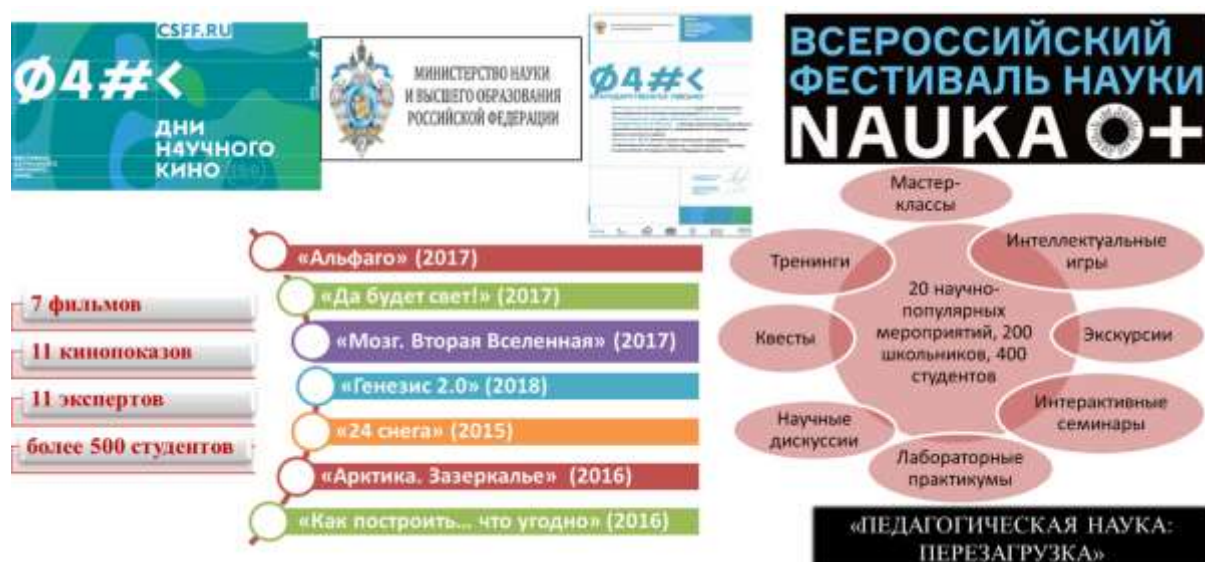 CSFF.RU
Ø4#<
ДНИ
Н4УЧНОГО
КИНО
МИНИСТЕРСТВО НАУКИ
И ВЫСШЕГО ОБРАЗОВАНИЯ
РОССИЙСКОЙ ФЕДЕРАЦИИ
Ø4#<
ВСЕРОССИЙСКИЙ
ФЕСТИВАЛЬ НАУКИ
NAUKA 0+
7 фильмов
11 кинопоказов
11 экспертов
более 500 студентов
«Альфаго» (2017)
«Да будет свет!» (2017)
«Мозг. Вторая Вселенная» (2017)
«Генезис 2.0» (2018)
«24 снега» (2015)
«Арктика. Зазеркалье» (2016)
«Как построить... что угодно» (2016)
Мастер-
классы
Интеллектуальные
игры
Экскурсии
Интерактивные
семинары
Лабораторные
практикумы
Научные
дискуссии
Квесты
Тренинги
20 научно-
популярных
мероприятий, 200
школьников, 400
студентов
«ПЕДАГОГИЧЕСКАЯ НАУКА:
ПЕРЕЗАГРУЗКА»